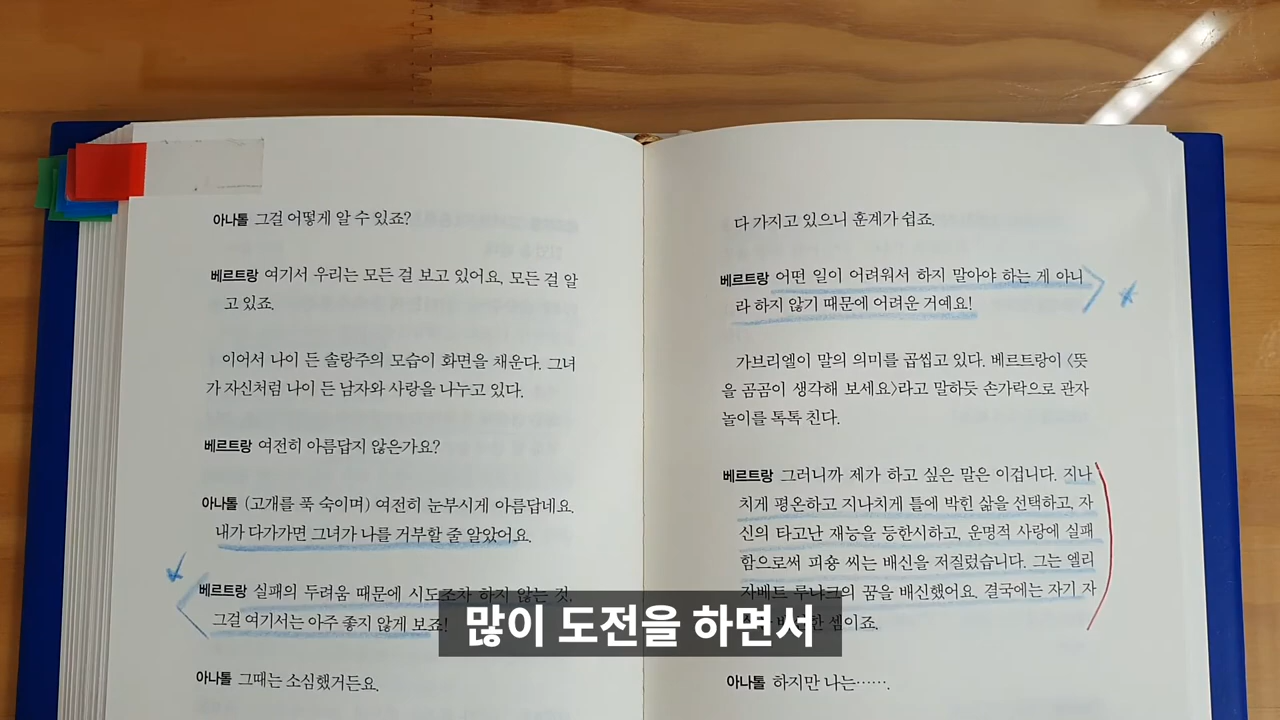 아나톨 그걸 어떻게 알 수 있죠?
베르트랑 여기서 우리는 모든 걸 보고 있어요, 모든 걸 알
고 있죠.
이어서 나이 든 솔랑주의 모습이 화면을 채운다. 그녀
가 자신처럼 나이 든 남자와 사랑을 나누고 있다.
베르트랑 여전히 아름답지 않은가요?
아나톨 (고개를 푹 숙이며) 여전히 눈부시게 아름답네요.
내가 다가가면 그녀가 나를 거부할 줄 알았어요.
베르트랑 실패의 두려움 때문에 시도조차 하지 않는 것,
그걸 여기서는 아주 좋지 않게 보죠!
아나톨 그때는 소심했거든요.
다 가지고 있으니 훈계가 쉽죠.
베르트랑 어떤 일이 어려워서 하지 말아야 하는 게 아니
라 하지 않기 때문에 어려운 거예요!
가브리엘이 말의 의미를 곱씹고 있다. 베르트랑이 〈뜻
을 곰곰이 생각해 보세요〉라고 말하듯 손가락으로 관자
놀이를 톡톡 친다.
베르트랑 그러니까 제가 하고 싶은 말은 이겁니다. 지나
치게 평온하고 지나치게 틀에 박힌 삶을 선택하고, 자
신의 타고난 재능을 등한시하고, 운명적 사랑에 실패
함으로써 피숑 씨는 배신을 저질렀습니다. 그는 엘리
자베트 루냐크의 꿈을 배신했어요. 결국에는 자기 자
한 셈이죠.
아나톨 하지만 나는…….
많이 도전을 하면서